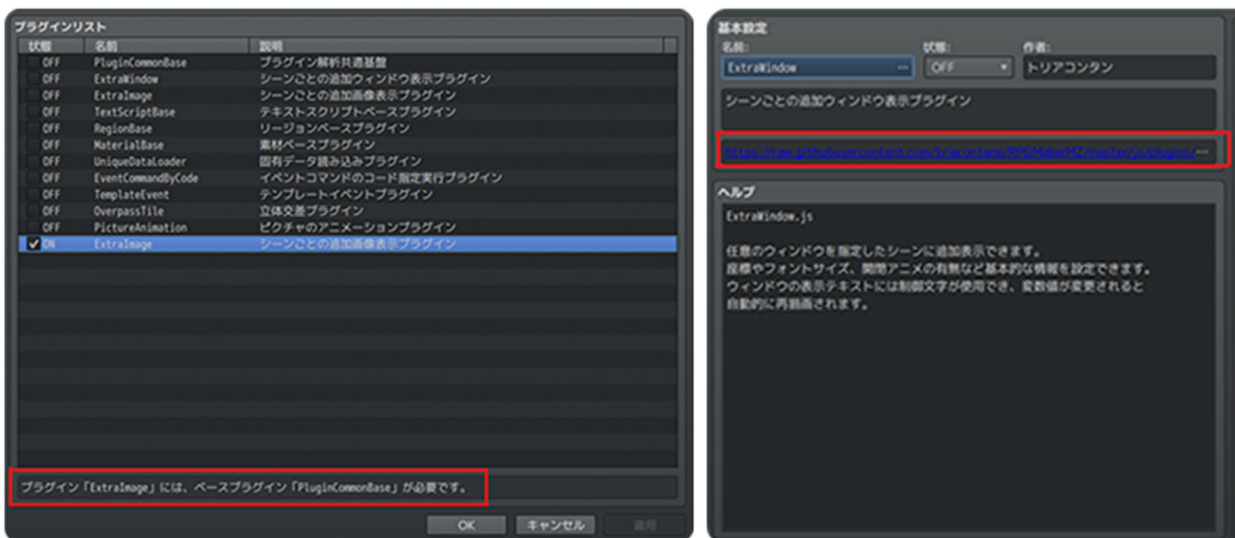 プラグインリスト
状態 名前 説明
OFF PluginCommonBase プラグイン解析共通基盤
OFF ExtraWindow シーンごとの追加ウィンドウ表示プラグイン
OFF ExtraImage シーンごとの追加画像表示プラグイン
OFF TextScriptBase テキストスクリプトベースプラグイン
OFF RegionBase リージョンベースプラグイン
OFF MaterialBase 素材ベースプラグイン
OFF UniqueDataLoader 固有データ読み込みプラグイン
OFF EventCommandByCode イベントコマンドのコード指定実行プラグイン
OFF TemplateEvent テンプレートイベントプラグイン
OFF OverpassTile 立体交差プラグイン
OFF PictureAnimation ピクチャのアニメーションプラグイン
ON ExtraImage シーンごとの追加画像表示プラグイン
プラグイン「ExtraImage」には、ベースプラグイン「PluginCommonBase」が必要です。
OK キャンセル 適用
基本設定
名前: 状態: 作者:
ExtraWindow ... OFF トリアコンタン
シーンごとの追加ウィンドウ表示プラグイン
https://raw.githubusercontent.com/triacontane/RPGMakerMZ/master/js/plugins/...
ヘルプ
ExtraWindow.js
任意のウィンドウを指定したシーンに追加表示できます。
座標やフォントサイズ、開閉アニメの有無など基本的な情報を設定できます。
ウィンドウの表示テキストには制御文字が使用でき、変数値が変更されると
自動的に再描画されます。